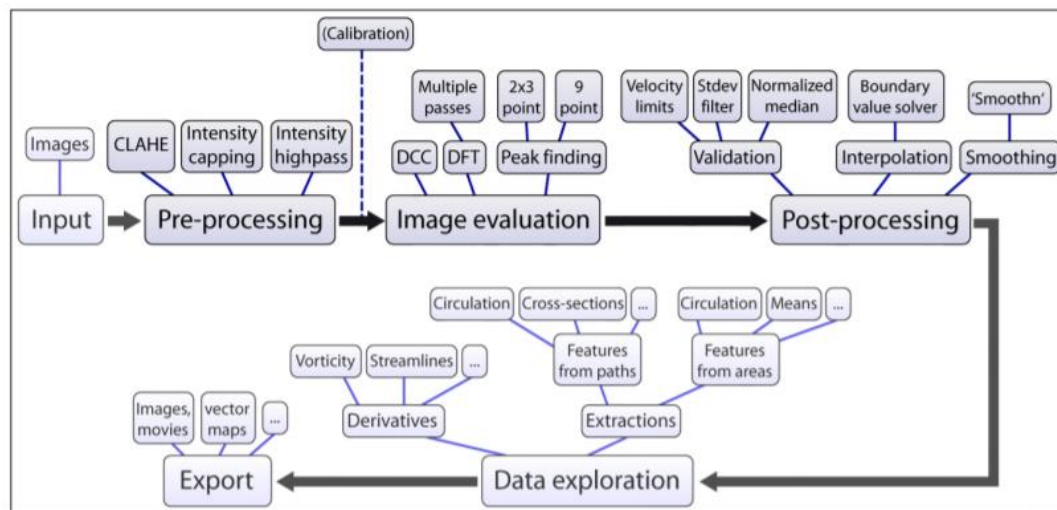 (Calibration)
Multiple
passes
2x3
point
9
point
Velocity
limits
Stdev
filter
Normalized
median
Boundary
value solver
'Smoothn'
Images
CLAHE
Intensity
capping
Intensity
highpass
DCC
DFT
Peak finding
Validation
Interpolation
Smoothing
Input
Pre-processing
Image evaluation
Post-processing
Circulation
Cross-sections
...
Circulation
Means
...
Vorticity
Streamlines
...
Features
from paths
Features
from areas
Images,
movies
vector
maps
...
Derivatives
Extractions
Export
Data exploration